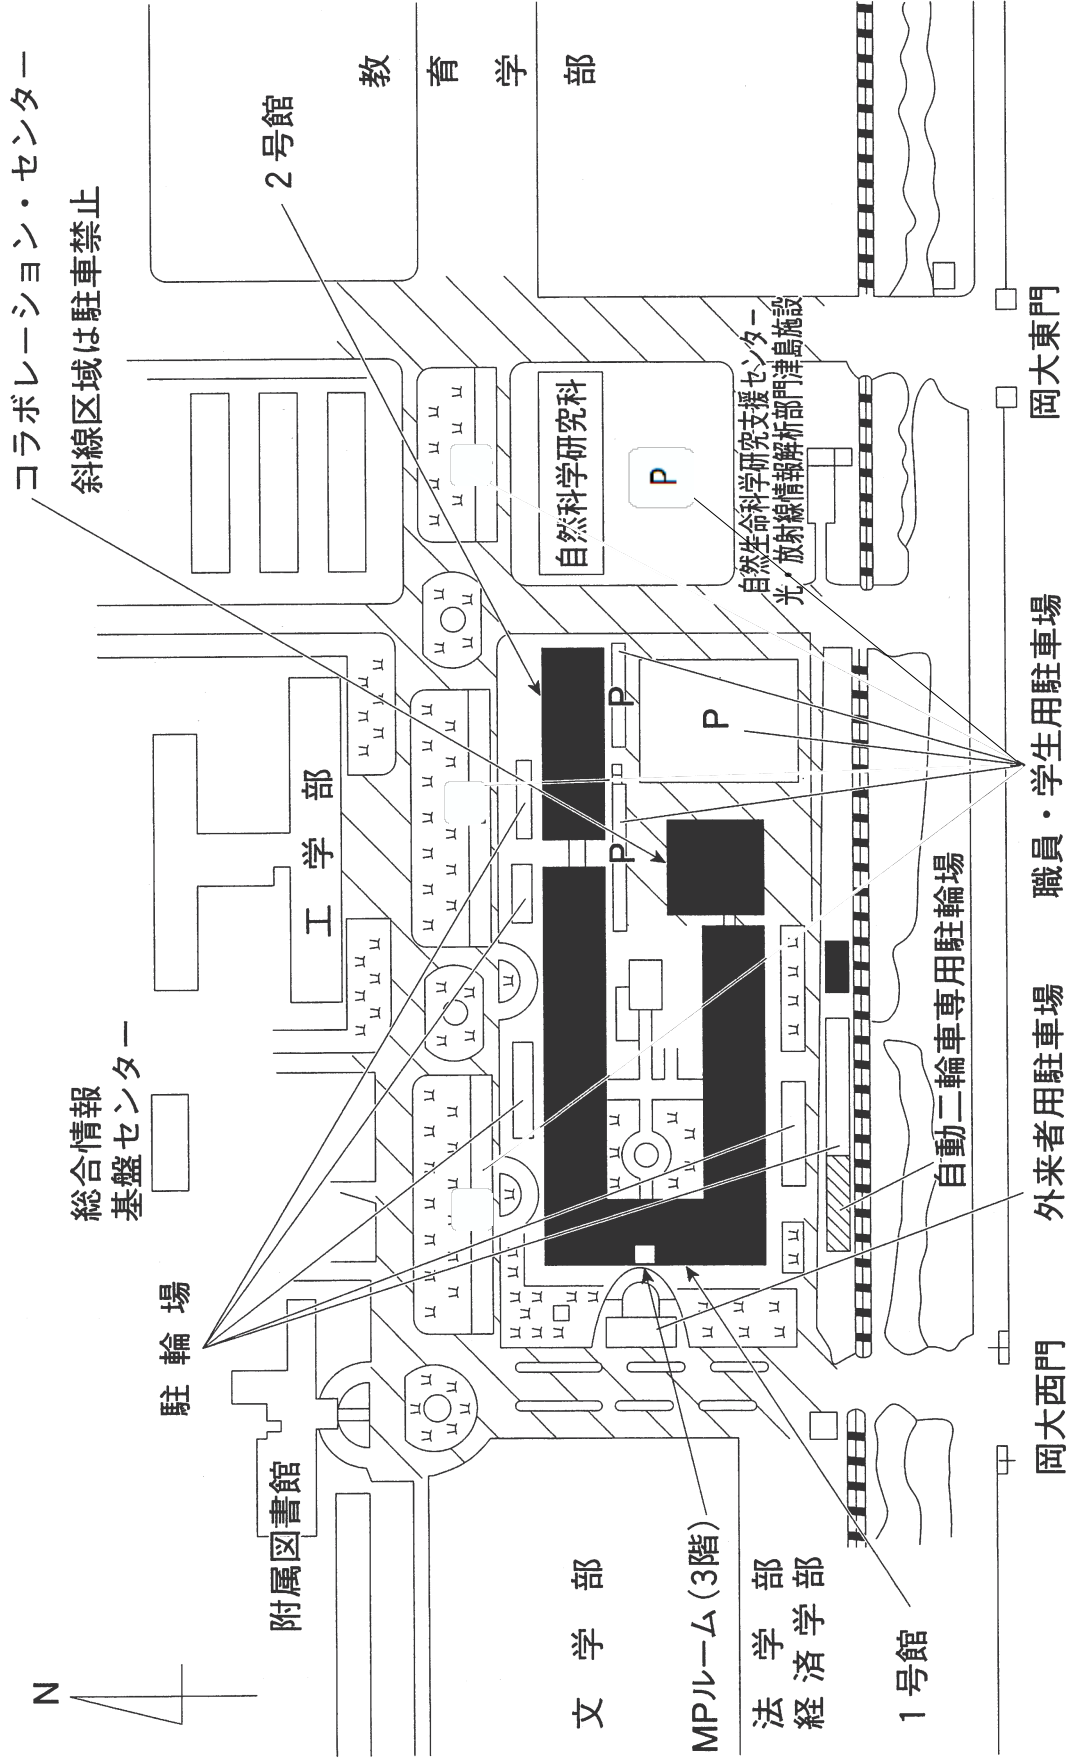 N
コラボレーション・センター
斜線区域は駐車禁止
2号館
教育学部
総合情報
基盤センター
駐輪場
附属図書館
工学部
自然科学研究科
P
P
P
P
自然生命科学研究支援センター
光・放射線情報解析部門津島施設
文学部
MPルーム(3階)
法学部
経済学部
1号館
自動二輪車専用駐輪場
職員・学生用駐車場
外来者用駐車場
岡大西門
岡大東門